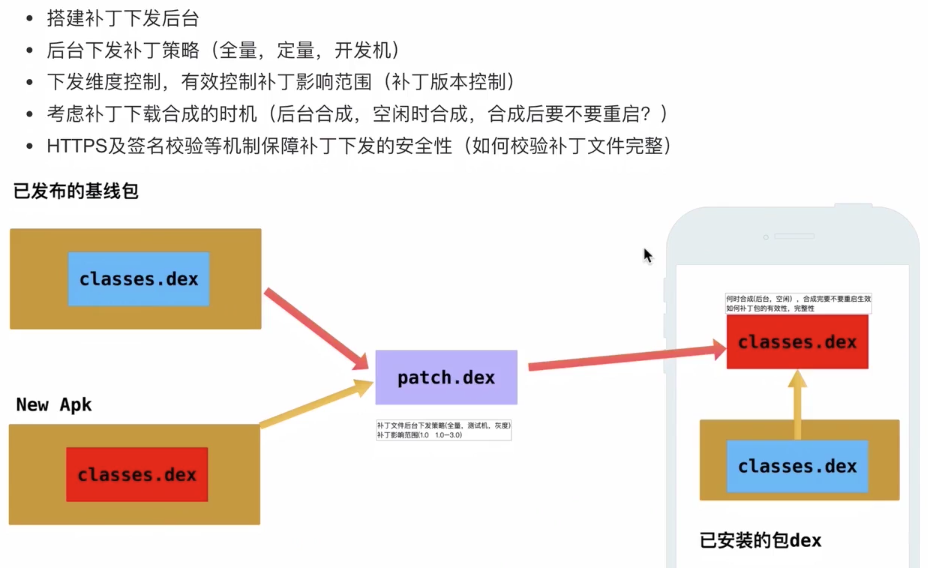 搭建补丁下发后台
后台下发补丁策略（全量，定量，开发机）
下发维度控制，有效控制补丁影响范围（补丁版本控制）
考虑补丁下载合成的时机（后台合成，空闲时合成，合成后要不要重启？）
HTTPS及签名校验等机制保障补丁下发的安全性（如何校验补丁文件完整）
已发布的基线包
classes.dex
何时合成(后台，空闲），合成完要不要重启生效
如何补丁包的有效性，完整性
classes.dex
patch.dex
New Apk
补丁文件后台下发策略(全量，测试机，灰度)
补丁影响范围(1.0 1.0—3.0)
classes.dex
classes.dex
已安装的包dex